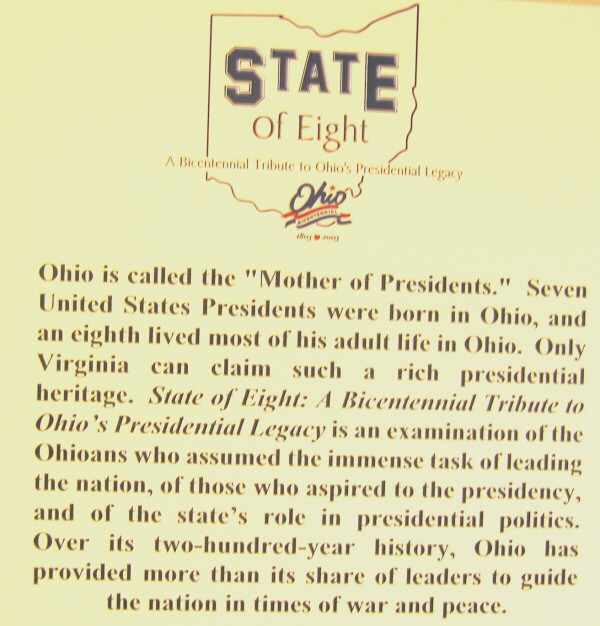 STATE
Of Eight
A Bicentennial Tribute to Ohio's Presidential Legacy
Ohio
BICENTENNIAL
1803 2003
Ohio is called the "Mother of Presidents." Seven
United States Presidents were born in Ohio, and
an eighth lived most of his adult life in Ohio. Only
Virginia can claim such a rich presidential
heritage. State of Eight: A Bicentennial Tribute to
Ohio's Presidential Legacy is an examination of the
Ohioans who assumed the immense task of leading
the nation, of those who aspired to the presidency,
and of the state's role in presidential politics.
Over its two-hundred-year history, Ohio has
provided more than its share of leaders to guide
the nation in times of war and peace.